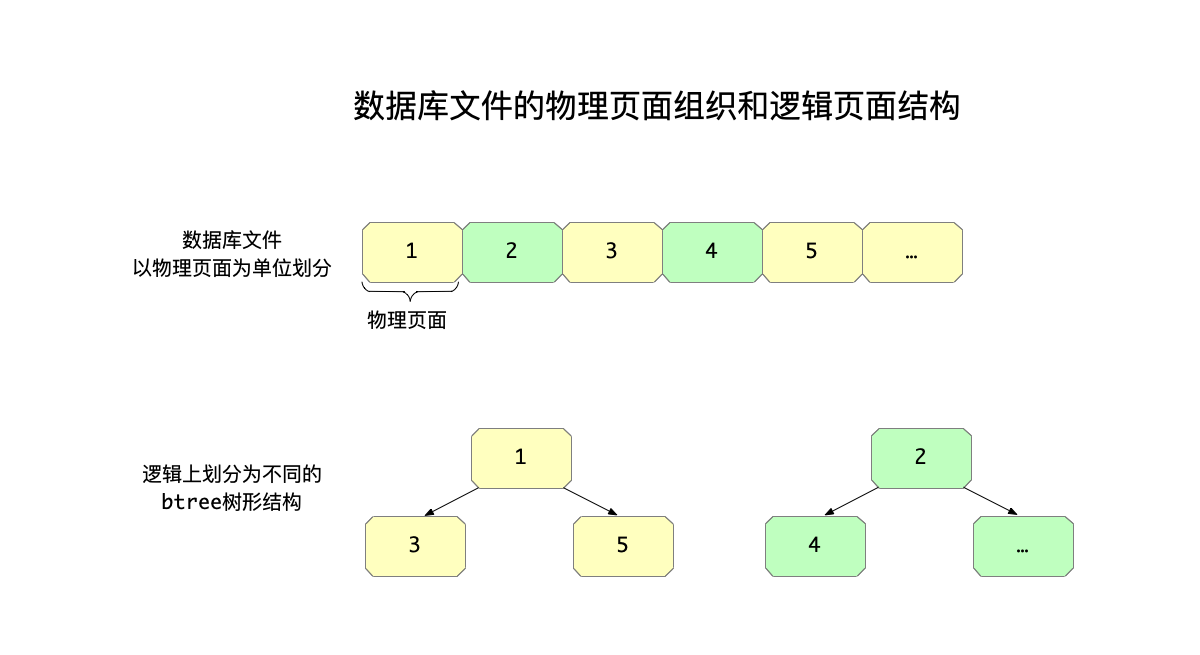 数据库文件的物理页面组织和逻辑页面结构
数据库文件
以物理页面为单位划分
1 2 3 4 5 …
物理页面
逻辑上划分为不同的
btree树形结构
1 2
3 5 4 …